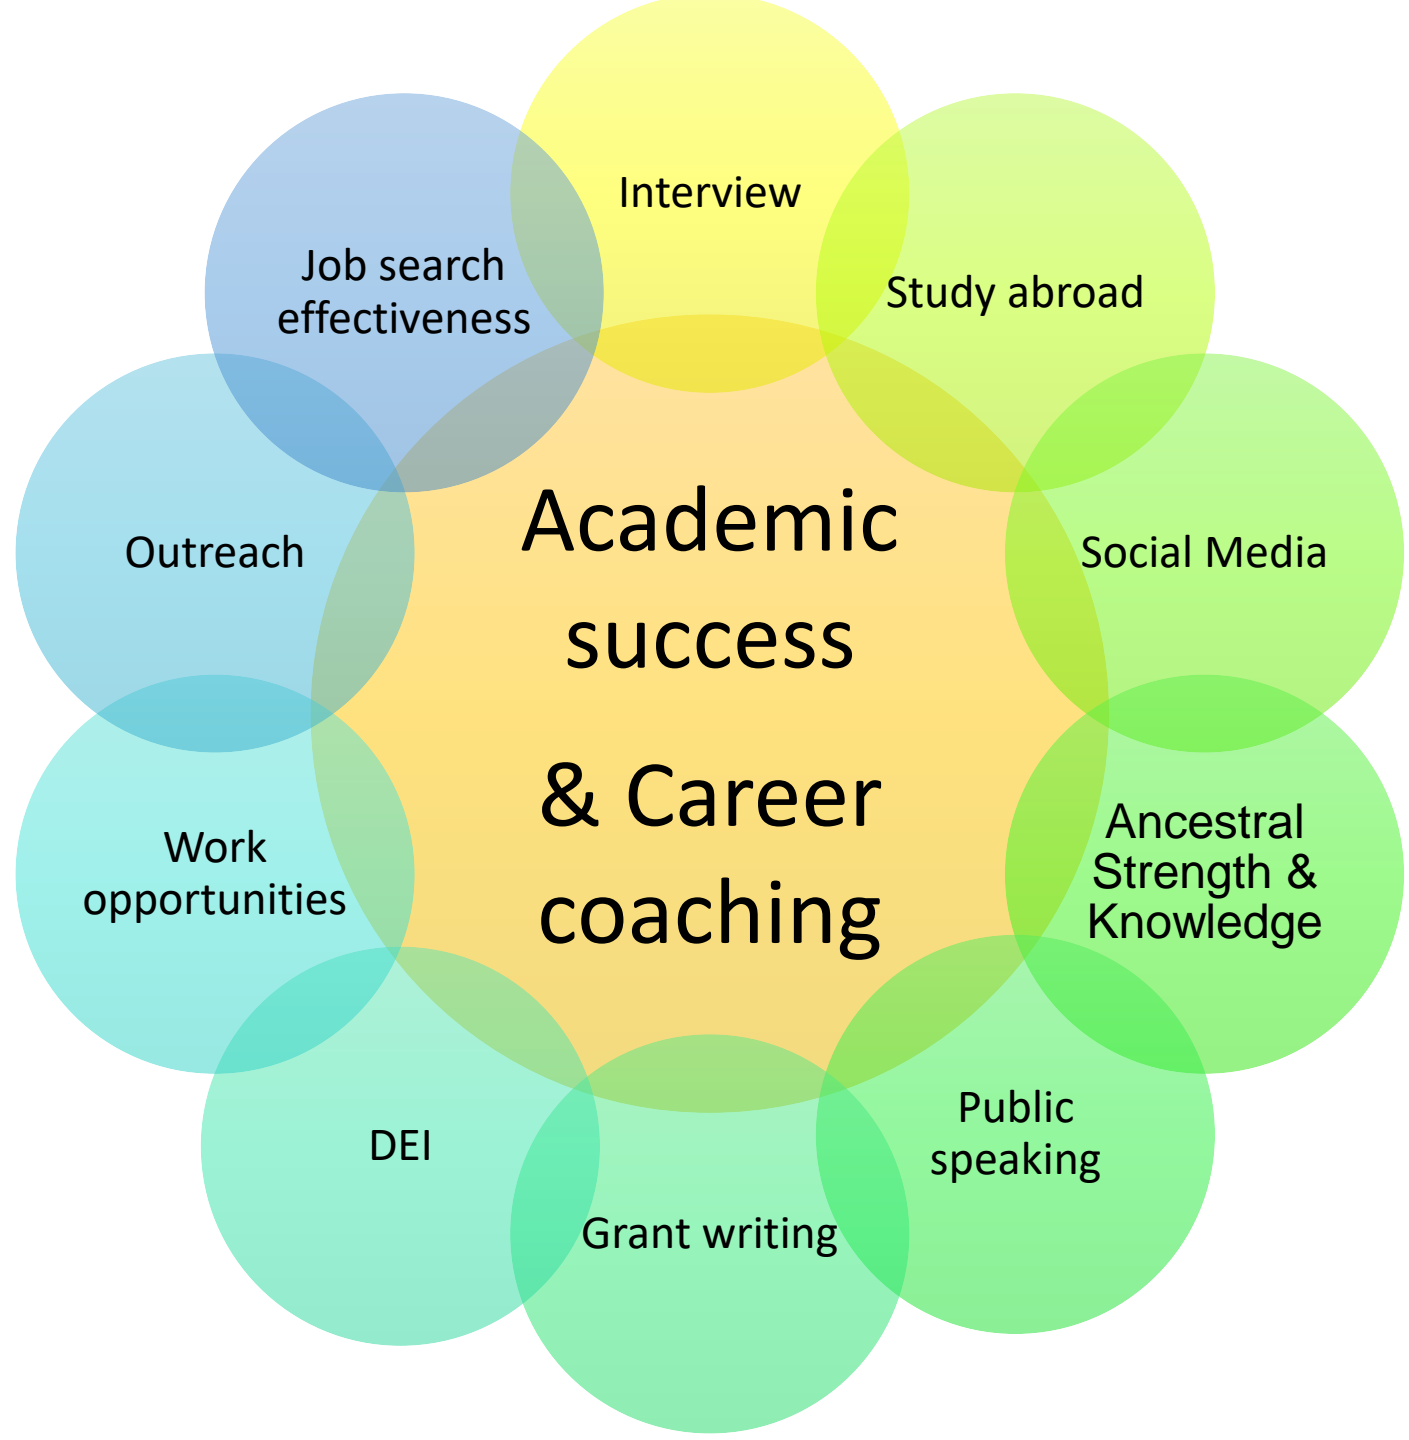 Interview
Study abroad
Social Media
Ancestral
Strength &
Knowledge
Public
speaking
Grant writing
DEI
Work
opportunities
Outreach
Job search
effectiveness
Academic
success
& Career
coaching